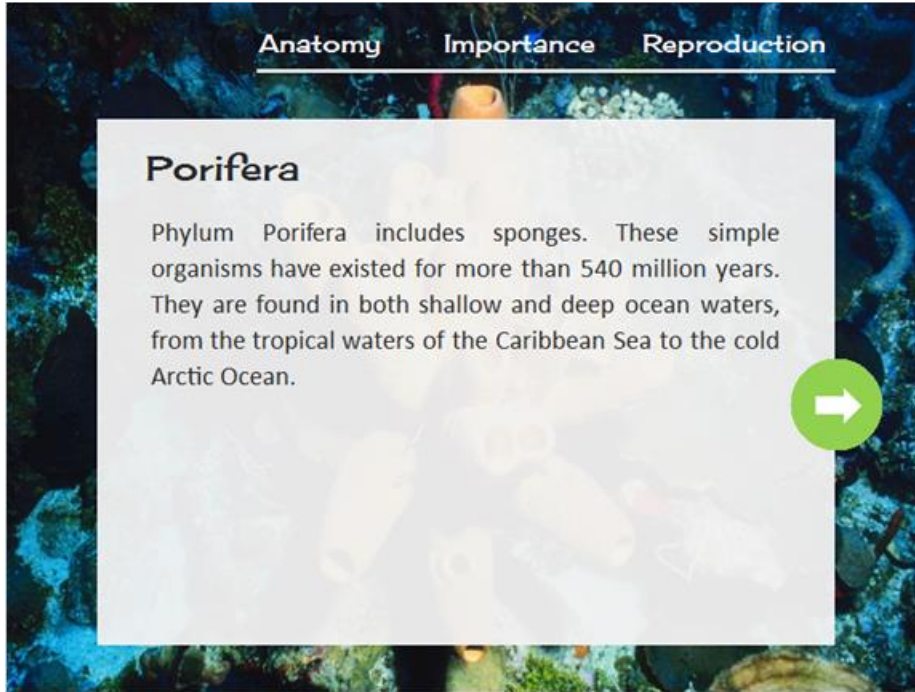 Anatomy Importance Reproduction
Porifera
Phylum Porifera includes sponges. These simple
organisms have existed for more than 540 million years.
They are found in both shallow and deep ocean waters,
from the tropical waters of the Caribbean Sea to the cold
Arctic Ocean.